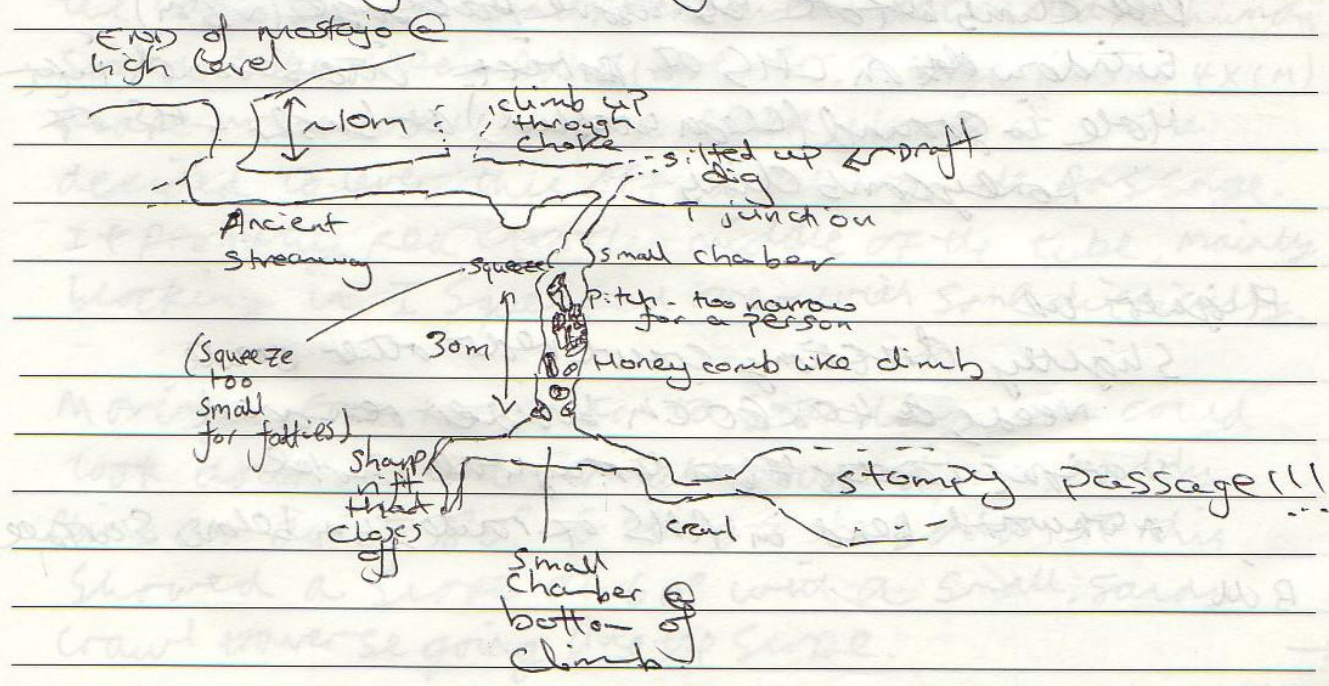 END of mostajo @
high level
~10m
climb up
through
choke
silted up ← Draft
dig
T junction
Ancient
Streamway
squeeze
small chaber
Pitch - too narrow
for a person
30m
Honey comb like climb
(squeeze
too
small
for fatties)
sharp
rift
that
closes
off
stompy passage!!!
crawl
small
chamber @
bottom of
climb